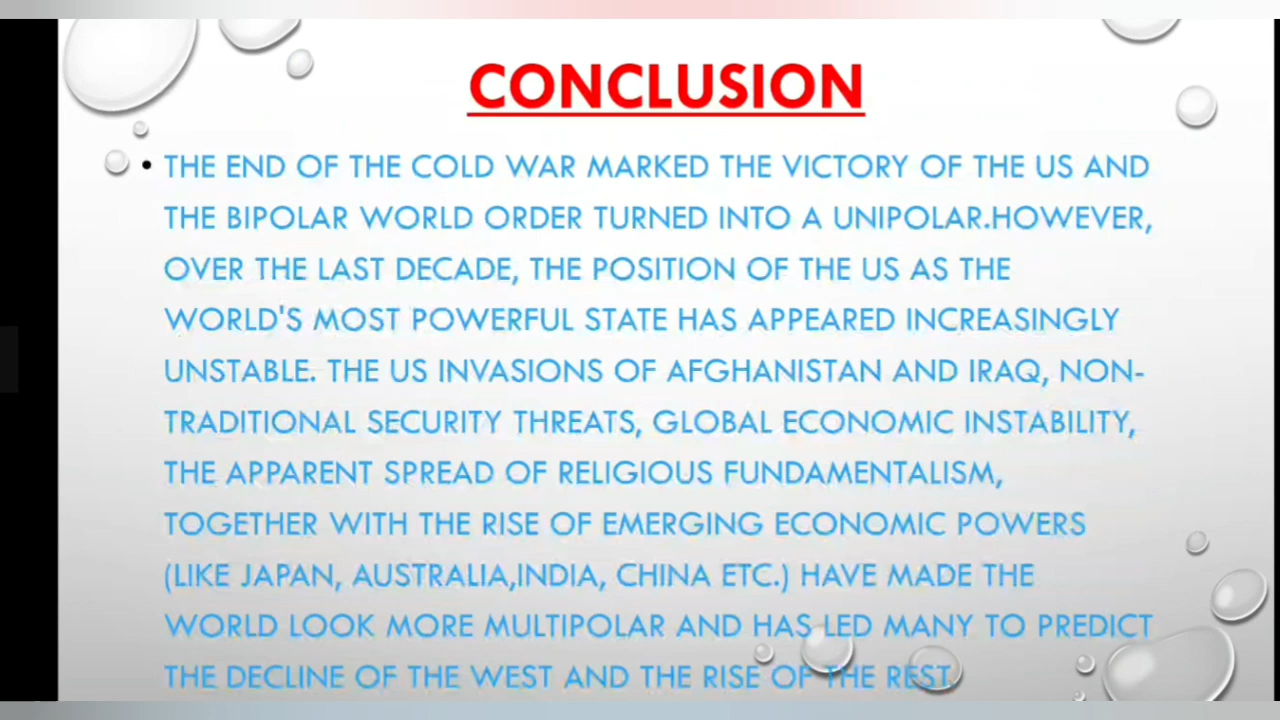 CONCLUSION
• THE END OF THE COLD WAR MARKED THE VICTORY OF THE US AND
THE BIPOLAR WORLD ORDER TURNED INTO A UNIPOLAR.HOWEVER,
OVER THE LAST DECADE, THE POSITION OF THE US AS THE
WORLD'S MOST POWERFUL STATE HAS APPEARED INCREASINGLY
UNSTABLE. THE US INVASIONS OF AFGHANISTAN AND IRAQ, NON-
TRADITIONAL SECURITY THREATS, GLOBAL ECONOMIC INSTABILITY,
THE APPARENT SPREAD OF RELIGIOUS FUNDAMENTALISM,
TOGETHER WITH THE RISE OF EMERGING ECONOMIC POWERS
(LIKE JAPAN, AUSTRALIA,INDIA, CHINA ETC.) HAVE MADE THE
WORLD LOOK MORE MULTIPOLAR AND HAS LED MANY TO PREDICT
THE DECLINE OF THE WEST AND THE RISE OF THE REST.